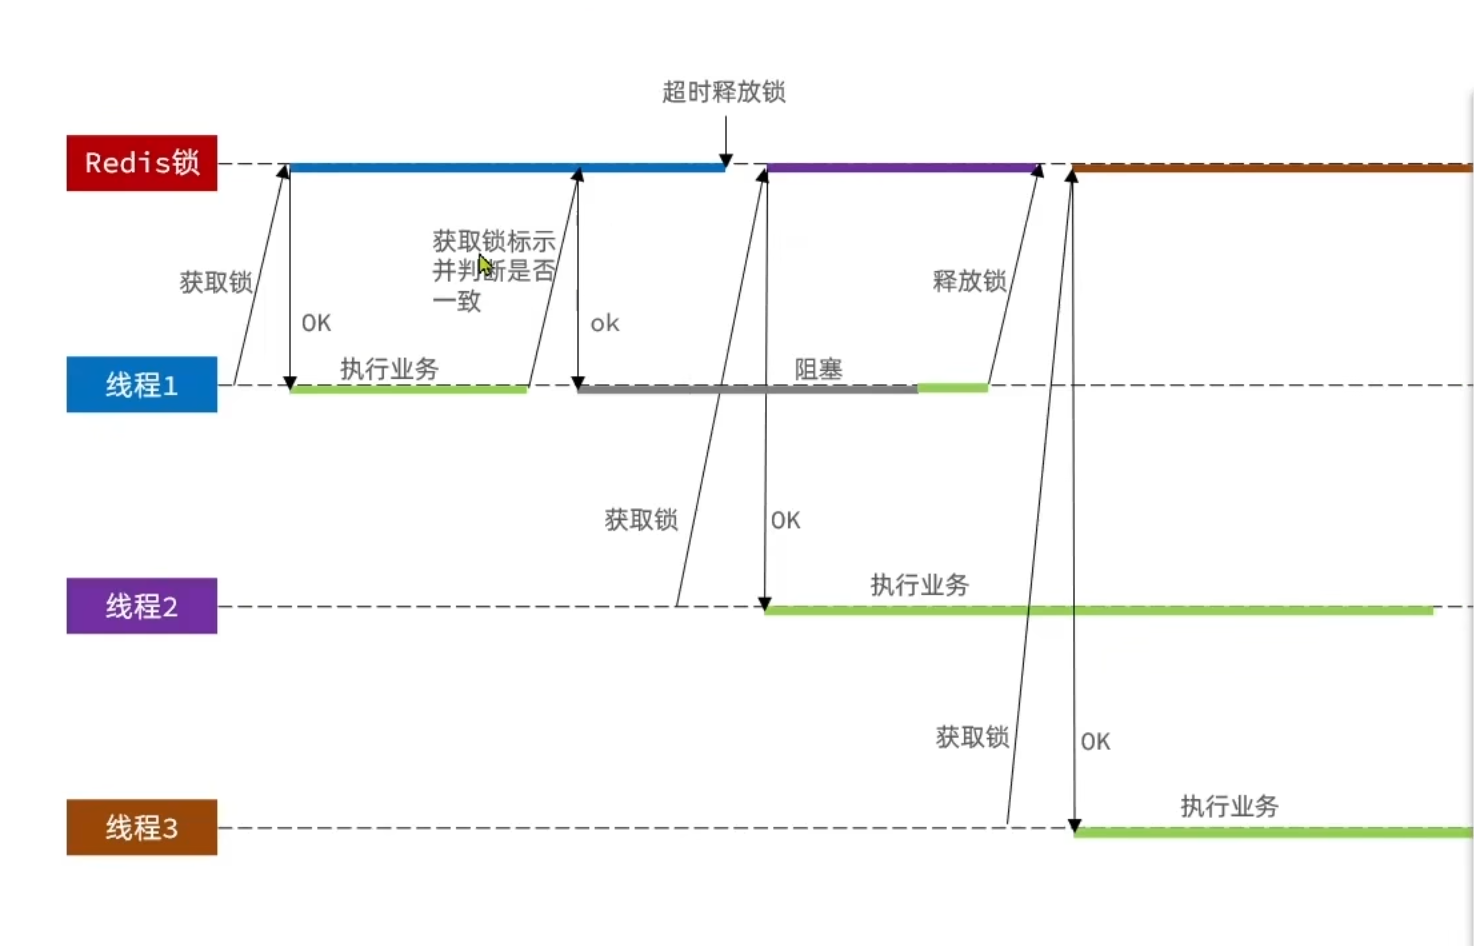 超时释放锁
Redis锁
获取锁标示
并判断是否
一致
获取锁
释放锁
OK
ok
执行业务
阻塞
线程1
获取锁
OK
执行业务
线程2
获取锁
OK
执行业务
线程3